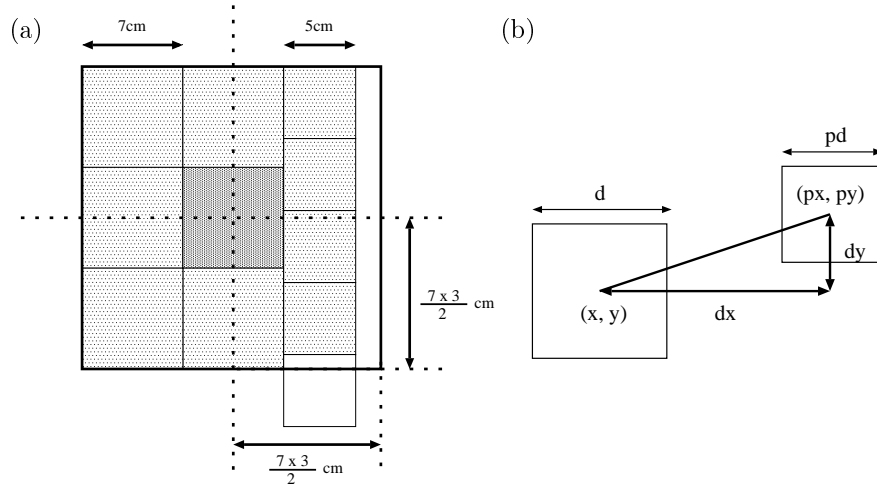 (a)
7cm
5cm
7 x 3
2
cm
7 x 3
2
cm
(b)
pd
(px, py)
d
dy
(x, y)
dx